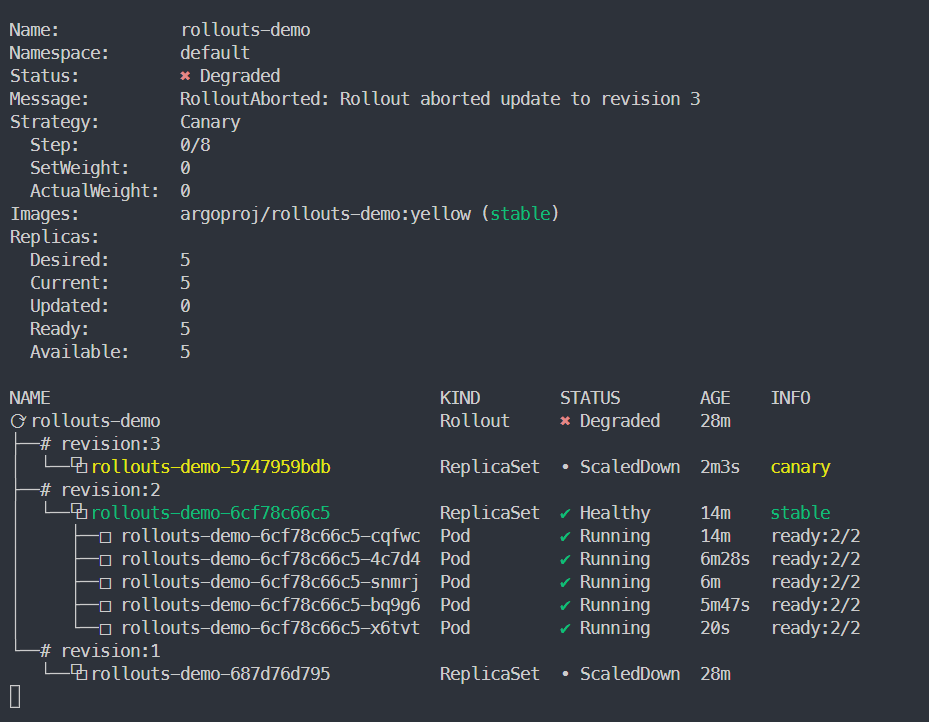 Name:            rollouts-demo
Namespace:       default
Status:          ✖ Degraded
Message:         RolloutAborted: Rollout aborted update to revision 3
Strategy:        Canary
  Step:          0/8
  SetWeight:     0
  ActualWeight:  0
Images:          argoproj/rollouts-demo:yellow (stable)
Replicas:
  Desired:       5
  Current:       5
  Updated:       0
  Ready:         5
  Available:     5

NAME                                       KIND        STATUS        AGE    INFO
⟳ rollouts-demo                            Rollout     ✖ Degraded    28m
├──# revision:3
│  └──⧉ rollouts-demo-5747959bdb           ReplicaSet  • ScaledDown  2m3s   canary
├──# revision:2
│  └──⧉ rollouts-demo-6cf78c66c5           ReplicaSet  ✔ Healthy     14m    stable
│     ├──□ rollouts-demo-6cf78c66c5-cqfwc  Pod         ✔ Running     14m    ready:2/2
│     ├──□ rollouts-demo-6cf78c66c5-4c7d4  Pod         ✔ Running     6m28s  ready:2/2
│     ├──□ rollouts-demo-6cf78c66c5-snmrj  Pod         ✔ Running     6m     ready:2/2
│     ├──□ rollouts-demo-6cf78c66c5-bq9g6  Pod         ✔ Running     5m47s  ready:2/2
│     └──□ rollouts-demo-6cf78c66c5-x6tvt  Pod         ✔ Running     20s    ready:2/2
└──# revision:1
   └──⧉ rollouts-demo-687d76d795           ReplicaSet  • ScaledDown  28m